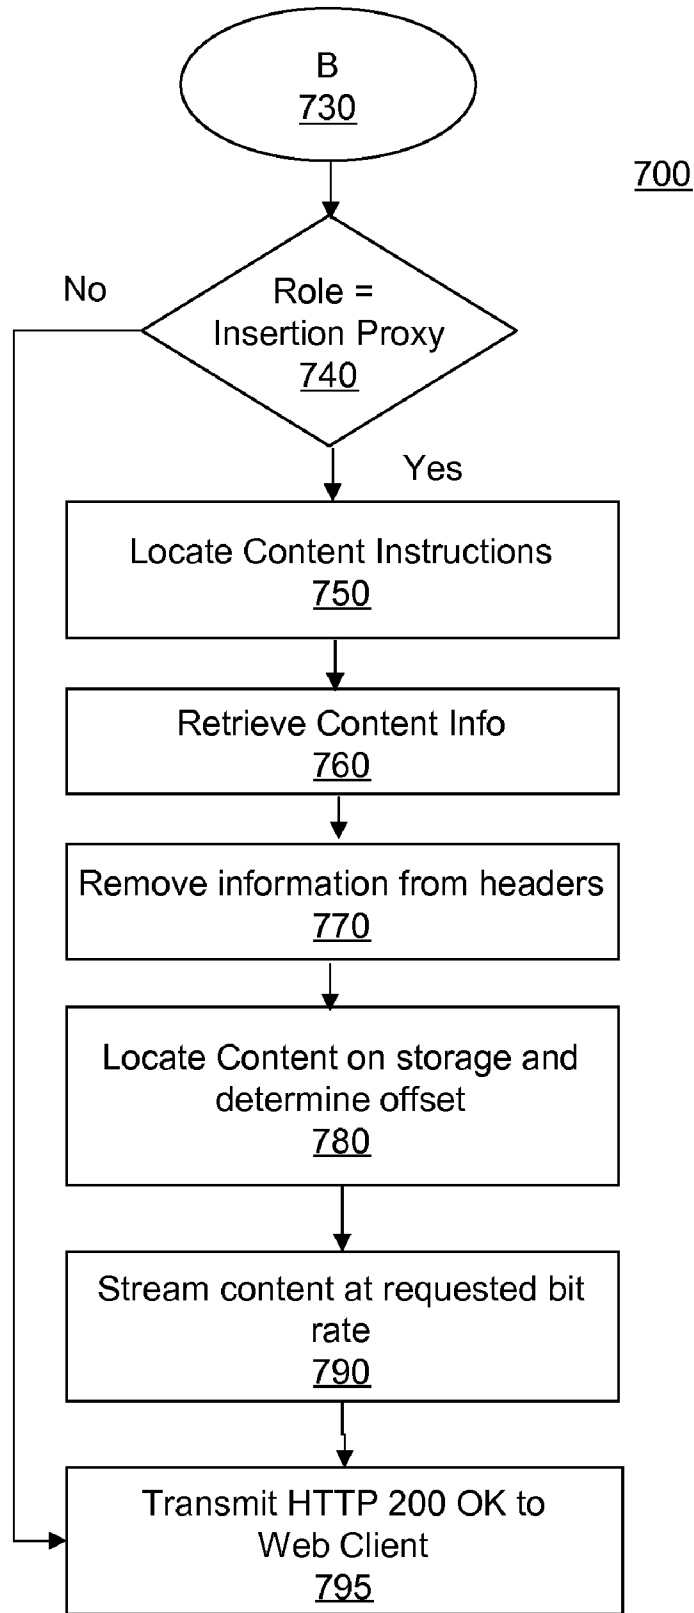 B
730
700
No
Role =
Insertion Proxy
740
Yes
Locate Content Instructions
750
Retrieve Content Info
760
Remove information from headers
770
Locate Content on storage and
determine offset
780
Stream content at requested bit
rate
790
Transmit HTTP 200 OK to
Web Client
795